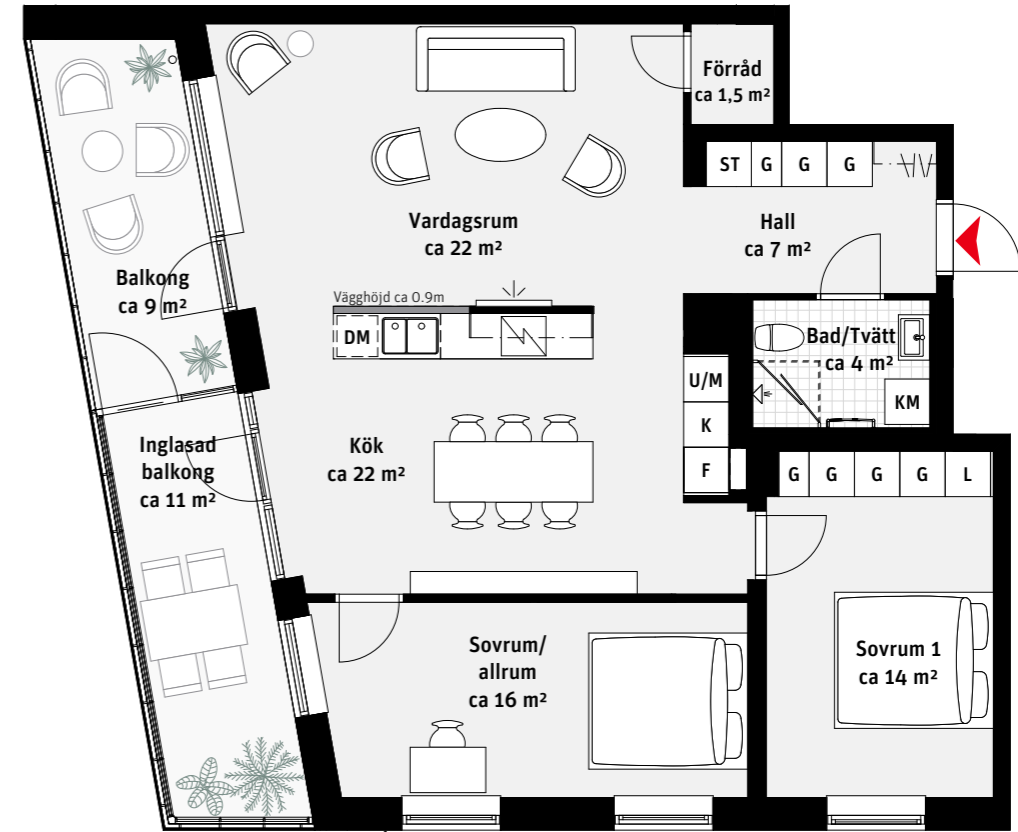 Förråd
ca 1,5 m²
ST G G G
Vardagsrum
ca 22 m²
Hall
ca 7 m²
Balkong
ca 9 m²
Vägghöjd ca 0.9m
DM
Bad/Tvätt
ca 4 m²
U/M
KM
K
F
Inglasad
balkong
ca 11 m²
Kök
ca 22 m²
G G G G L
Sovrum/
allrum
ca 16 m²
Sovrum 1
ca 14 m²